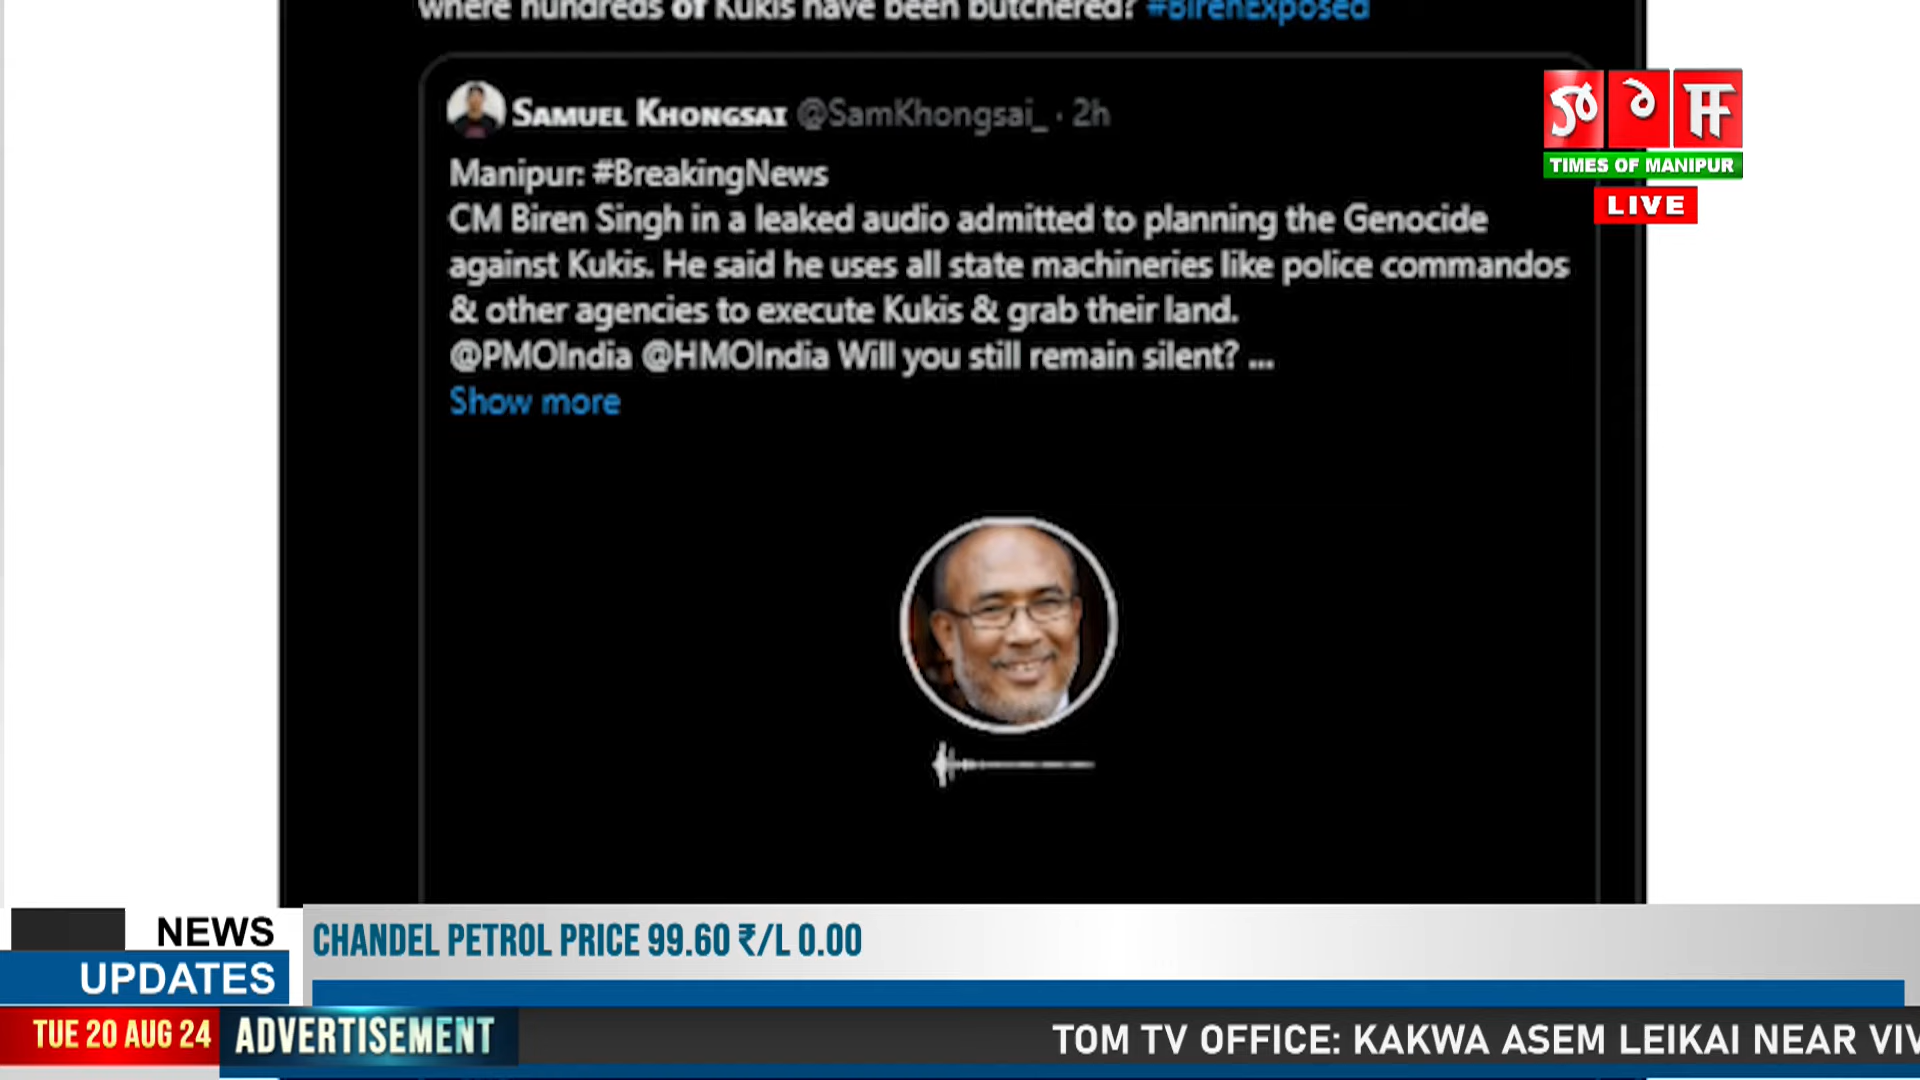 where hundreds of Kukis have been butchered? #BirenExposed
SAMUEL KHONGSAI @SamKhongsai_ · 2h
Manipur: #BreakingNews
CM Biren Singh in a leaked audio admitted to planning the Genocide
against Kukis. He said he uses all state machineries like police commandos
& other agencies to execute Kukis & grab their land.
@PMOIndia @HMOIndia Will you still remain silent? ...
Show more
TIMES OF MANIPUR
LIVE
NEWS
UPDATES
CHANDEL PETROL PRICE 99.60 ₹/L 0.00
TUE 20 AUG 24
ADVERTISEMENT
TOM TV OFFICE: KAKWA ASEM LEIKAI NEAR VIV